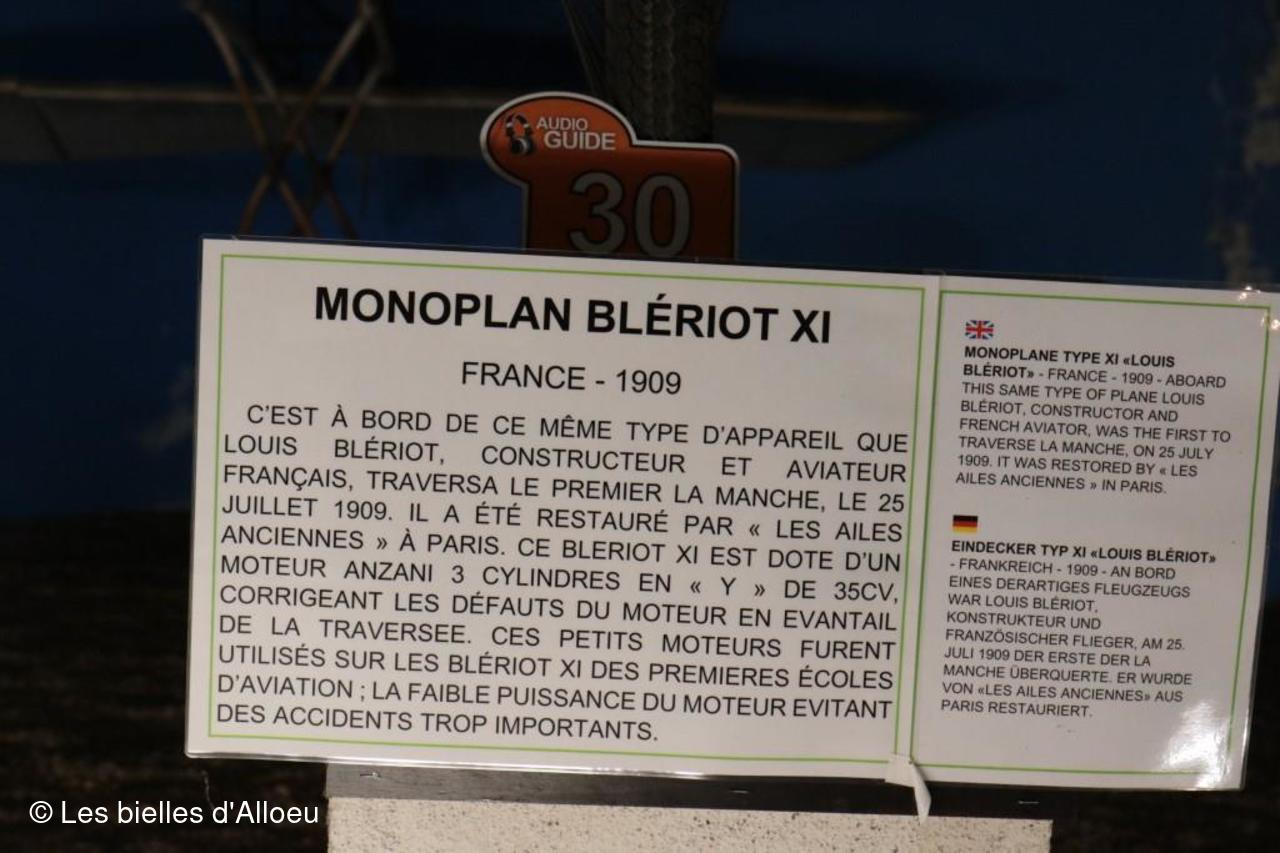 AUDIO
GUIDE
30
MONOPLAN BLÉRIOT XI
FRANCE - 1909
C'EST À BORD DE CE MÊME TYPE D'APPAREIL QUE
LOUIS BLÉRIOT, CONSTRUCTEUR ET AVIATEUR
FRANÇAIS, TRAVERSA LE PREMIER LA MANCHE, LE 25
JUILLET 1909. IL A ÉTÉ RESTAURÉ PAR « LES AILES
ANCIENNES » À PARIS. CE BLERIOT XI EST DOTE D'UN
MOTEUR ANZANI 3 CYLINDRES EN « Y » DE 35CV,
CORRIGEANT LES DÉFAUTS DU MOTEUR EN EVANTAIL
DE LA TRAVERSEE. CES PETITS MOTEURS FURENT
UTILISÉS SUR LES BLÉRIOT XI DES PREMIERES ÉCOLES
D'AVIATION ; LA FAIBLE PUISSANCE DU MOTEUR EVITANT
DES ACCIDENTS TROP IMPORTANTS.
MONOPLANE TYPE XI «LOUIS
BLÉRIOT» - FRANCE - 1909 - ABOARD
THIS SAME TYPE OF PLANE LOUIS
BLÉRIOT, CONSTRUCTOR AND
FRENCH AVIATOR, WAS THE FIRST TO
TRAVERSE LA MANCHE, ON 25 JULY
1909. IT WAS RESTORED BY « LES
AILES ANCIENNES » IN PARIS.
EINDECKER TYP XI «LOUIS BLÉRIOT»
- FRANKREICH - 1909 - AN BORD
EINES DERARTIGES FLEUGZEUGS
WAR LOUIS BLÉRIOT,
KONSTRUKTEUR UND
FRANZÖSISCHER FLIEGER, AM 25.
JULI 1909 DER ERSTE DER LA
MANCHE ÜBERQUERTE. ER WURDE
VON «LES AILES ANCIENNES» AUS
PARIS RESTAURIERT.
© Les bielles d'Alloeu